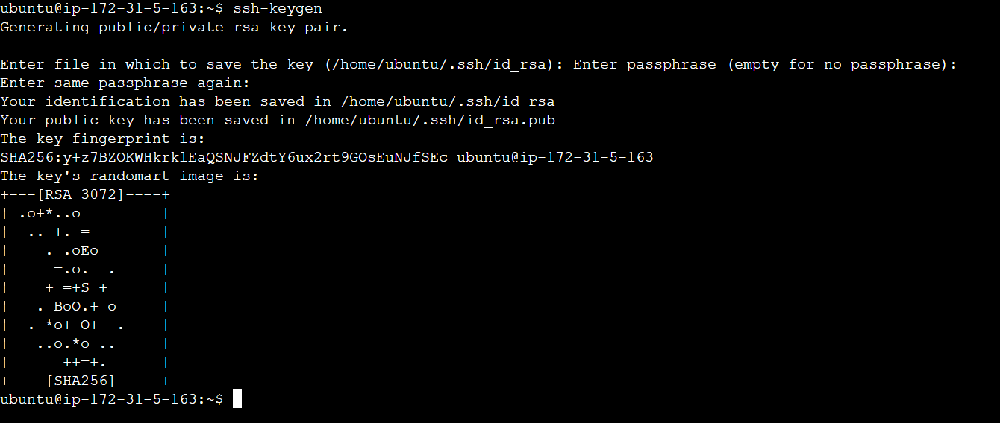 ubuntu@ip-172-31-5-163:~$ ssh-keygen
Generating public/private rsa key pair.
Enter file in which to save the key (/home/ubuntu/.ssh/id_rsa): Enter passphrase (empty for no passphrase):
Enter same passphrase again:
Your identification has been saved in /home/ubuntu/.ssh/id_rsa
Your public key has been saved in /home/ubuntu/.ssh/id_rsa.pub
The key fingerprint is:
SHA256:y+z7BZOKWHkrklEaQSNJFZdtY6ux2rt9GOsEuNJfSEc ubuntu@ip-172-31-5-163
The key's randomart image is:
+---[RSA 3072]----+
| .o+*..o         |
|  .. +. =        |
|    . .oEo       |
|     =.o.  .     |
|    + =+S +      |
|   . BoO.+ o     |
|  . *o+ O+  .    |
|   ..o.*o ..     |
|      ++=+.      |
+----[SHA256]-----+
ubuntu@ip-172-31-5-163:~$